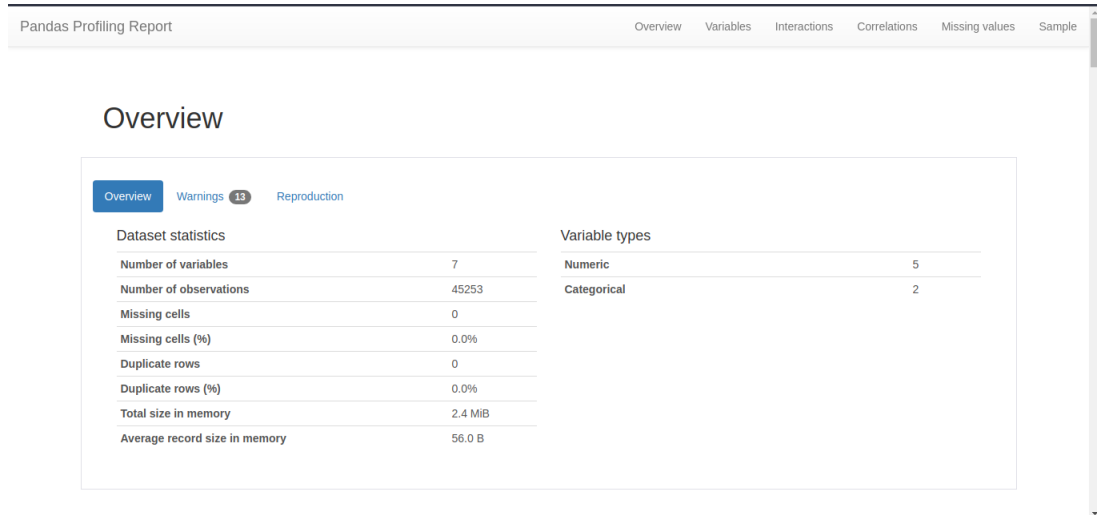 Pandas Profiling Report Overview Variables Interactions Correlations Missing values Sample
Overview
Overview Warnings 13 Reproduction
Dataset statistics
Number of variables 7
Number of observations 45253
Missing cells 0
Missing cells (%) 0.0%
Duplicate rows 0
Duplicate rows (%) 0.0%
Total size in memory 2.4 MiB
Average record size in memory 56.0 B
Variable types
Numeric 5
Categorical 2